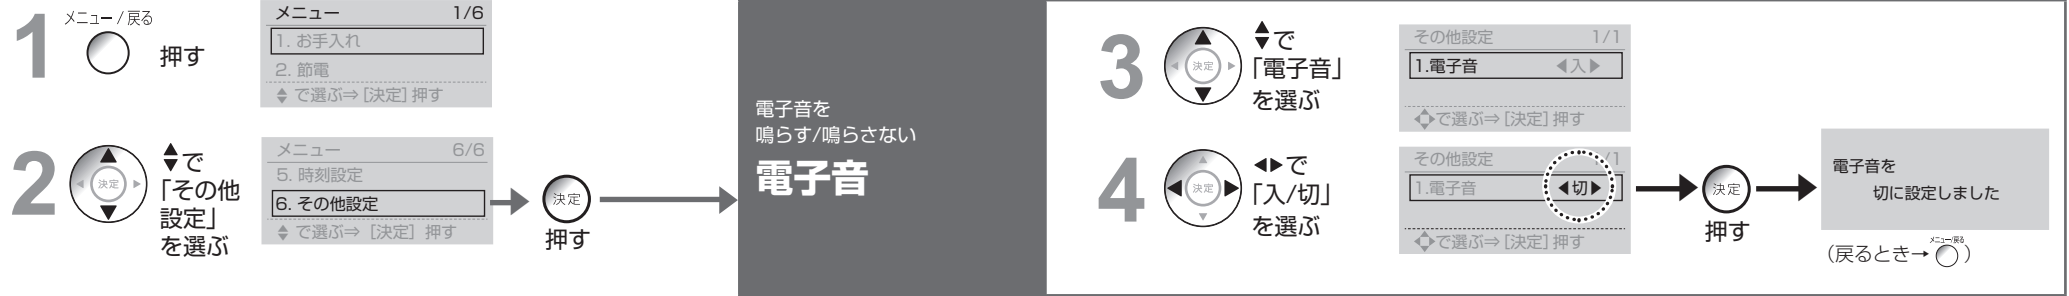 1
メニュー / 戻る
押す
メニュー 1/6
1. お手入れ
2. 節電
で選ぶ⇒ [決定] 押す
2
決定
で
「その他
設定」
を選ぶ
メニュー 6/6
5. 時刻設定
6. その他設定
で選ぶ⇒ [決定] 押す
決定
押す
電子音を
鳴らす/鳴らさない
電子音
3
決定
で
「電子音」
を選ぶ
その他設定 1/1
1.電子音 ◀入▶
で選ぶ⇒ [決定] 押す
4
決定
◀▶で
「入/切」
を選ぶ
その他設定 /1
1.電子音 ◀切▶
で選ぶ⇒ [決定] 押す
決定
押す
電子音を
切に設定しました
(戻るとき→ )
メニュー/戻る